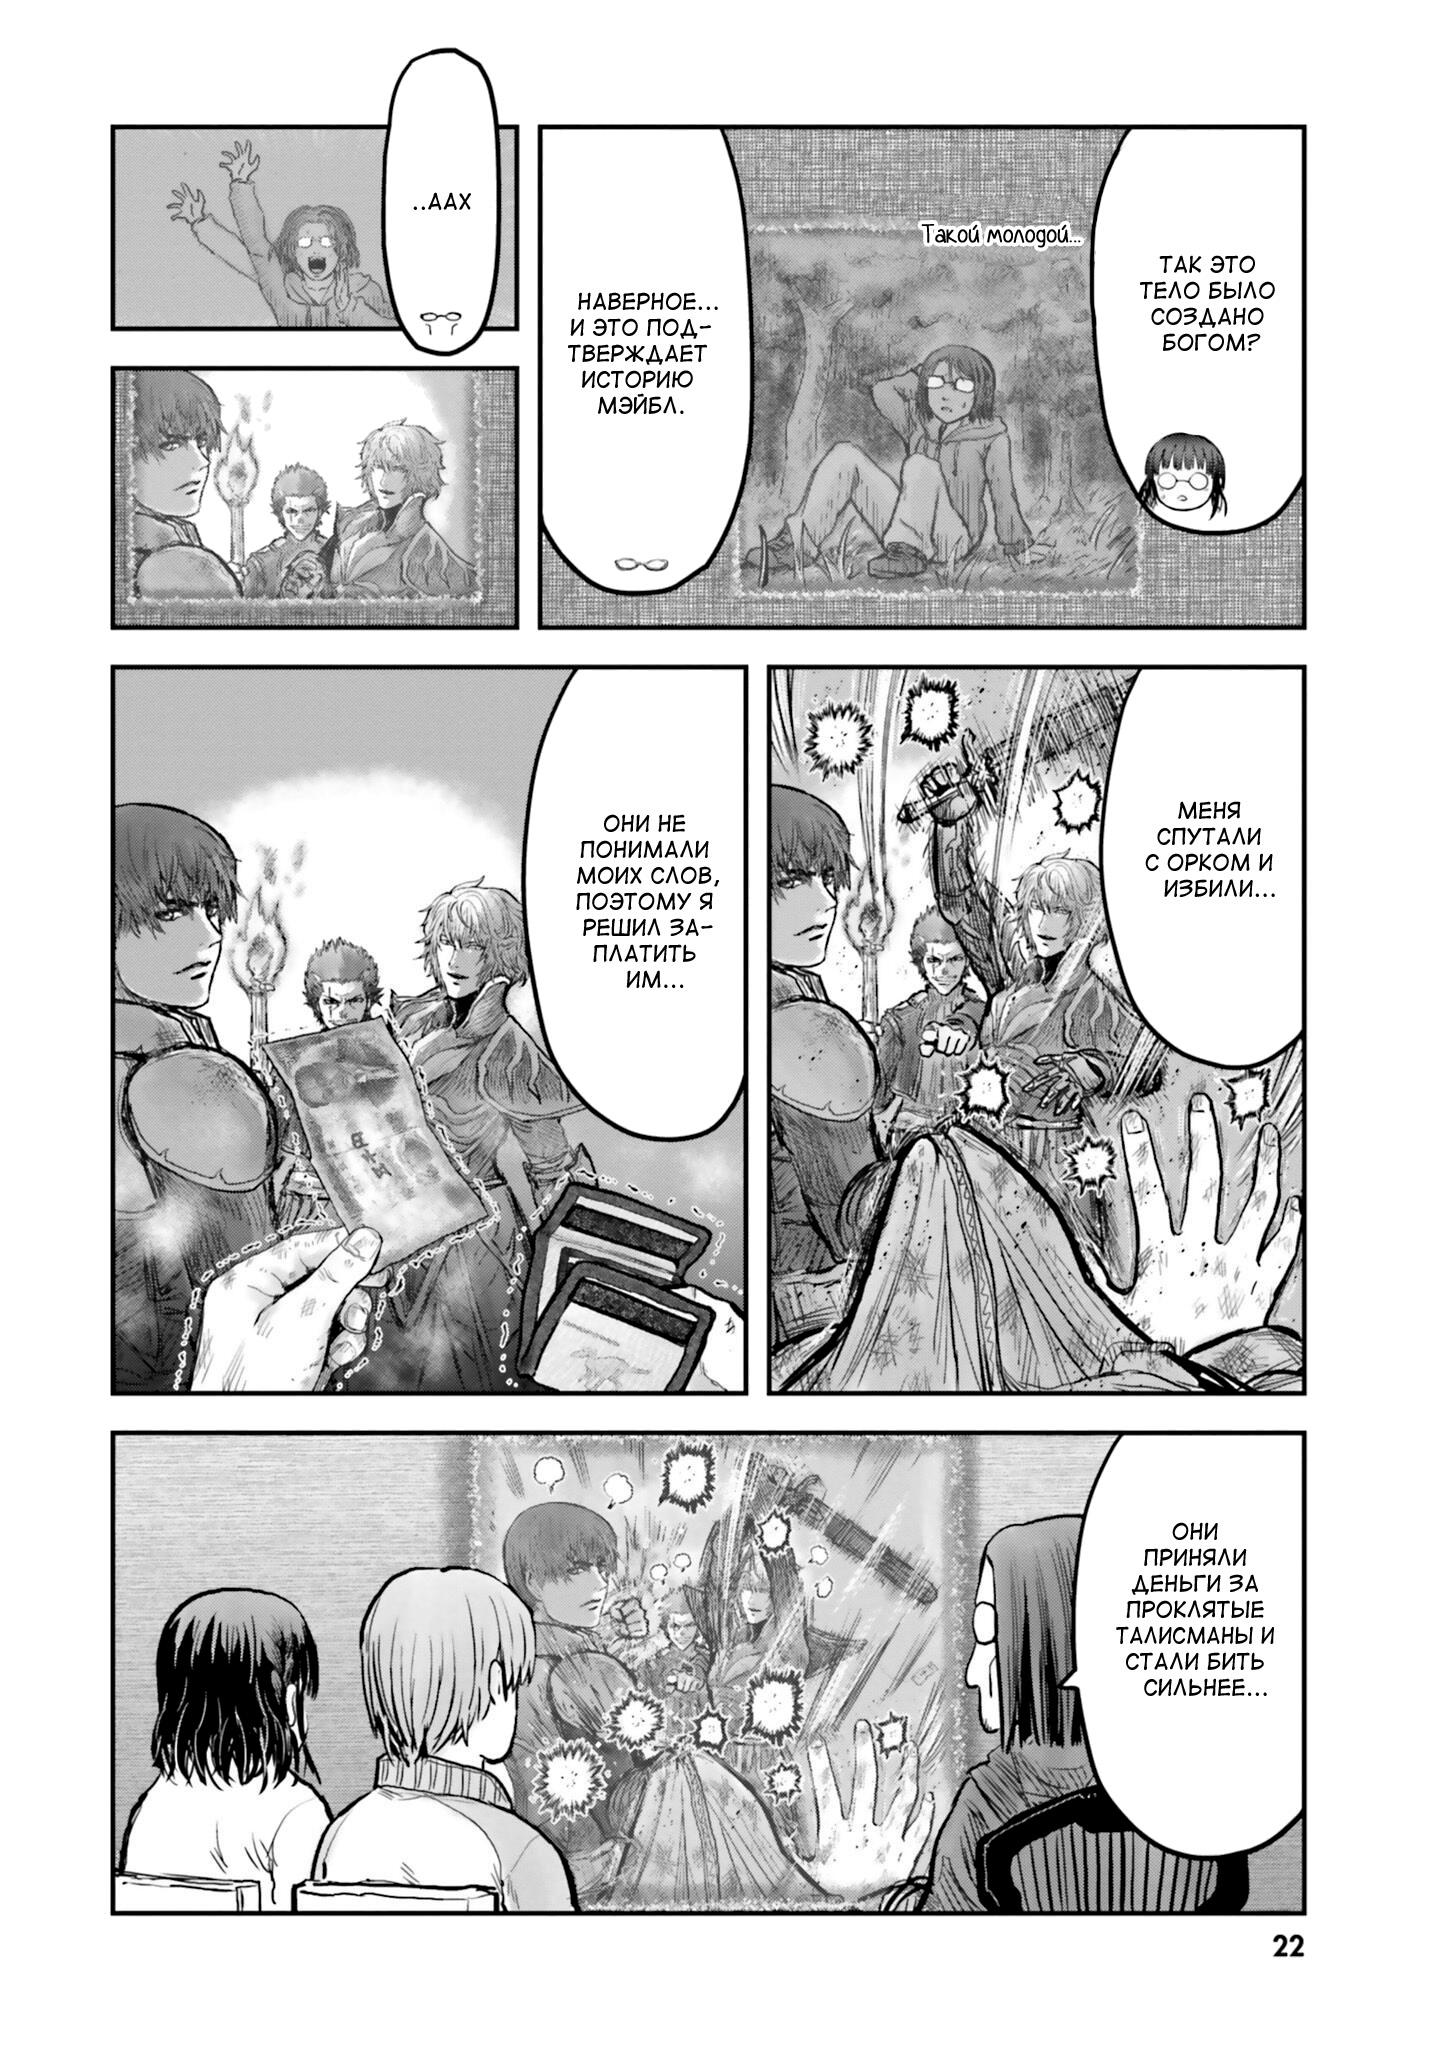 ТАК ЭТО
ТЕЛО БЫЛО
СОЗДАНО
БОГОМ?
Такой молодой...
НАВЕРНОЕ...
И ЭТО ПОД-
ТВЕРЖДАЕТ
ИСТОРИЮ
МЭЙБЛ.
..ААХ
МЕНЯ
СПУТАЛИ
С ОРКОМ И
ИЗБИЛИ...
ОНИ НЕ
ПОНИМАЛИ
МОИХ СЛОВ,
ПОЭТОМУ Я
РЕШИЛ ЗА-
ПЛАТИТЬ
ИМ...
ОНИ
ПРИНЯЛИ
ДЕНЬГИ ЗА
ПРОКЛЯТЫЕ
ТАЛИСМАНЫ И
СТАЛИ БИТЬ
СИЛЬНЕЕ...
22